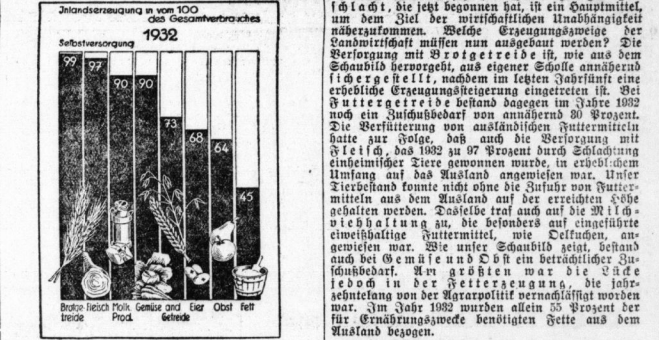 Inlandserzeugung in vom 100
des Gesamtverbrauches
1932
Selbstversorgung
99
97
90
90
73
68
64
45
Brotge-
treide
Fleisch
Molk.
Prod.
Gemüse
and
Getreide
Eier
Obst
Fett
schlacht, die jetzt begonnen hat, ist ein Hauptmittel,
um dem Ziel der wirtschaftlichen Unabhängigkeit
näherzukommen. Welche Erzeugungszweige der
Landwirtschaft müssen nun ausgebaut werden? Die
Versorgung mit Brotgetreide ist, wie aus dem
Schaubild hervorgeht, aus eigener Scholle annähernd
sichergestellt, nachdem im letzten Jahrfünft eine
erhebliche Erzeugungssteigerung eingetreten ist. Bei
Futtergetreide bestand dagegen im Jahre 1932
noch ein Zuschußbedarf von annähernd 30 Prozent.
Die Verfütterung von ausländischen Futtermitteln
hatte zur Folge, daß auch die Versorgung mit
Fleisch, das 1932 zu 97 Prozent durch Schlachtung
einheimischer Tiere gewonnen wurde, in erheblichem
Umfang auf das Ausland angewiesen war. Unser
Tierbestand konnte nicht ohne die Zufuhr von Futter-
mitteln aus dem Ausland auf der erreichten Höhe
gehalten werden. Dasselbe traf auch auf die Milch-
viehhaltung zu, die besonders auf eingeführte
eiweißhaltige Futtermittel, wie Oelkuchen, an-
gewiesen war. Wie unser Schaubild zeigt, bestand
auch bei Gemüse und Obst ein beträchtlicher Zu-
schußbedarf. Am größten war die Lücke
jedoch in der Fetterzeugung, die jahr-
zehntelang von der Agrarpolitik vernachlässigt worden
war. Im Jahr 1932 wurden allein 55 Prozent der
für Ernährungszwecke benötigten Fette aus dem
Ausland bezogen.